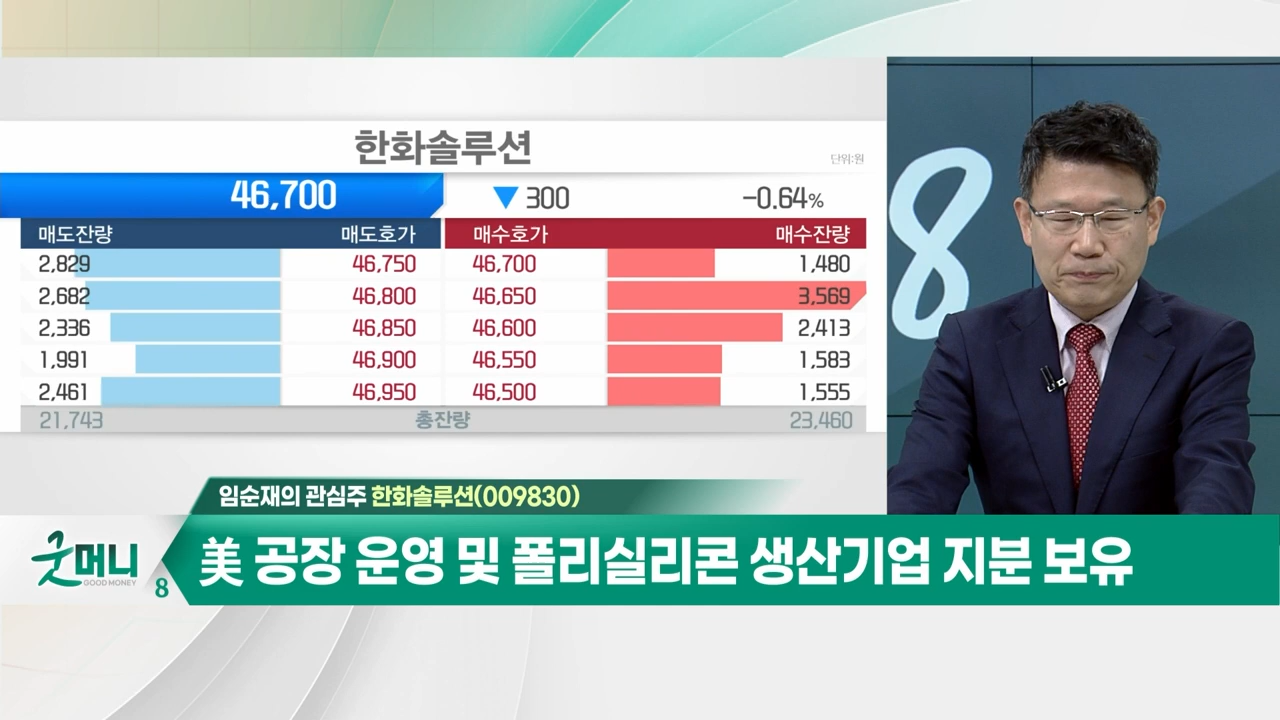 한화솔루션
단위:원
46,700 ▼ 300 -0.64%
매도잔량 매도호가 매수호가 매수잔량
2,829 46,750 46,700 1,480
2,682 46,800 46,650 3,569
2,336 46,850 46,600 2,413
1,991 46,900 46,550 1,583
2,461 46,950 46,500 1,555
21,743 총잔량 23,460
8
임순재의 관심주 한화솔루션(009830)
굿머니
GOOD MONEY
8
美 공장 운영 및 폴리실리콘 생산기업 지분 보유